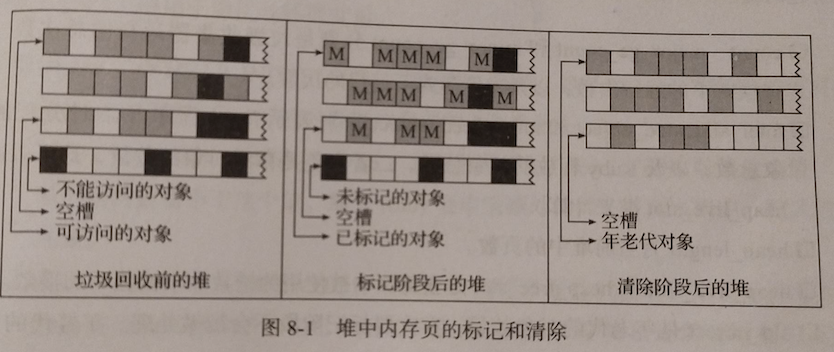 M M M M M
M M M M M
M M M
不能访问的对象
空槽
可访问的对象
垃圾回收前的堆
未标记的对象
空槽
已标记的对象
标记阶段后的堆
空槽
年老代对象
清除阶段后的堆
图 8-1 堆中内存页的标记和清除